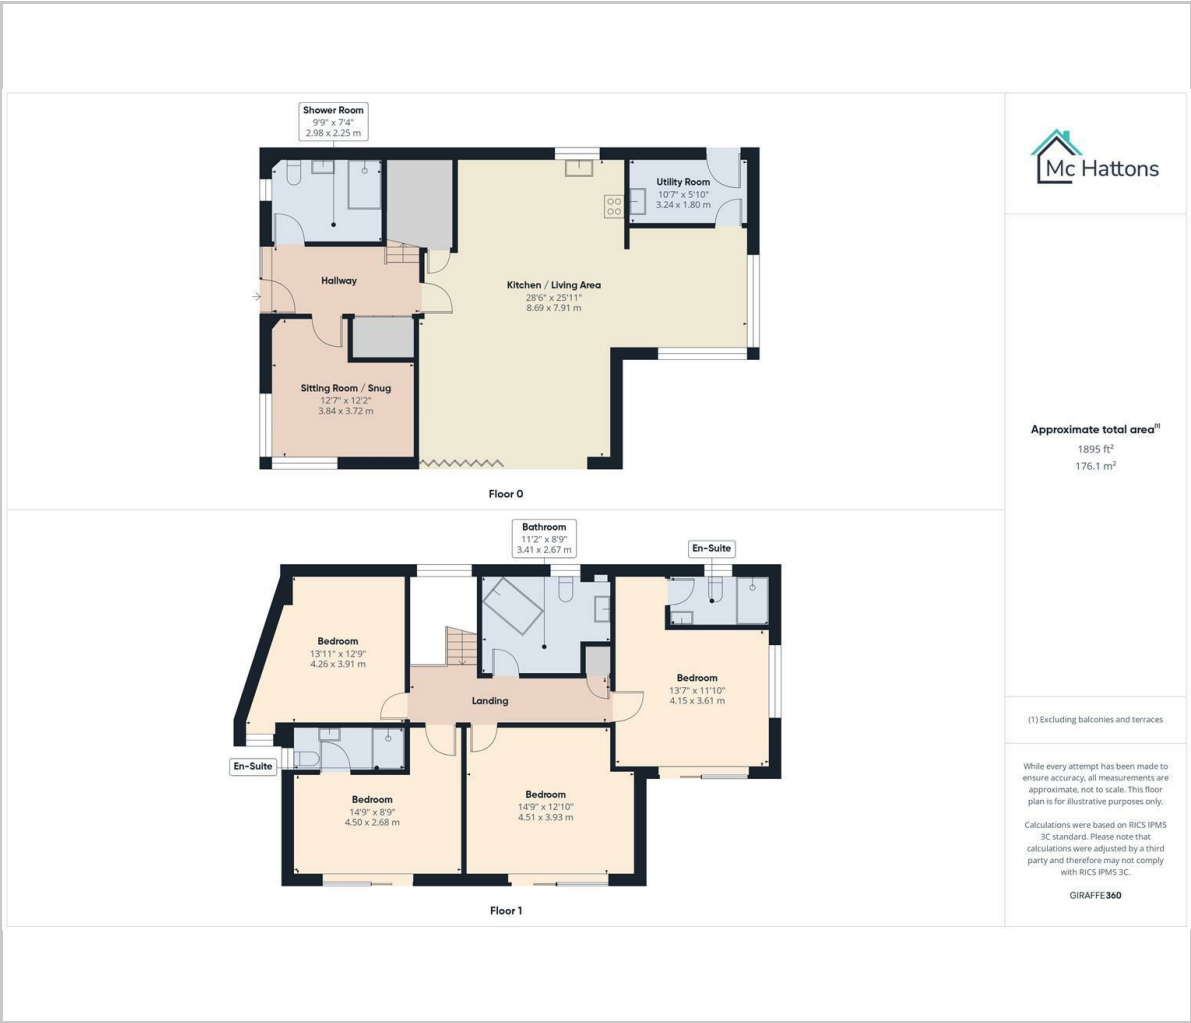 Shower Room
9'9" x 7'4"
2.98 x 2.25 m
Utility Room
10'7" x 5'10"
3.24 x 1.80 m
Hallway
Kitchen / Living Area
28'6" x 25'11"
8.69 x 7.91 m
Sitting Room / Snug
12'7" x 12'2"
3.84 x 3.72 m
Floor 0
Bathroom
11'2" x 8'9"
3.41 x 2.67 m
En-Suite
Bedroom
13'11" x 12'9"
4.26 x 3.91 m
Bedroom
13'7" x 11'10"
4.15 x 3.61 m
Landing
En-Suite
Bedroom
14'9" x 8'9"
4.50 x 2.68 m
Bedroom
14'9" x 12'10"
4.51 x 3.93 m
Floor 1
Mc Hattons
Approximate total area(1)
1895 ft²
176.1 m²
(1) Excluding balconies and terraces
While every attempt has been made to
ensure accuracy, all measurements are
approximate, not to scale. This floor
plan is for illustrative purposes only.
Calculations were based on RICS IPMS
3C standard. Please note that
calculations were adjusted by a third
party and therefore may not comply
with RICS IPMS 3C.
GIRAFFE360